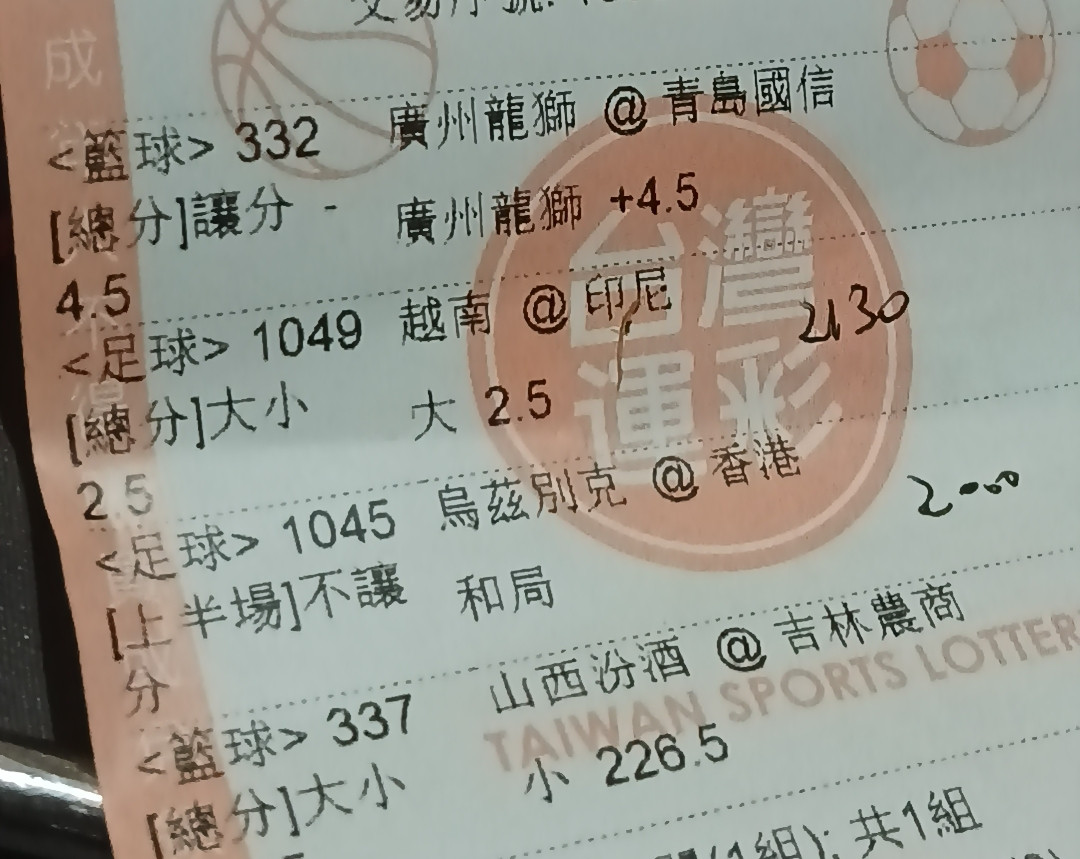 成
<籃球> 332 廣州龍獅 @ 青島國信
[總分]讓分 - 廣州龍獅 +4.5
4.5
<足球> 1049 越南 @ 印尼
2130
[總分]大小 大 2.5
2.5
<足球> 1045 烏茲別克 @ 香港
2000
[上半場]不讓 和局
分
<籃球> 337 山西汾酒 @ 吉林農商
[總分]大小 小 226.5
共1組
台灣
運彩
TAIWAN SPORTS LOTTER